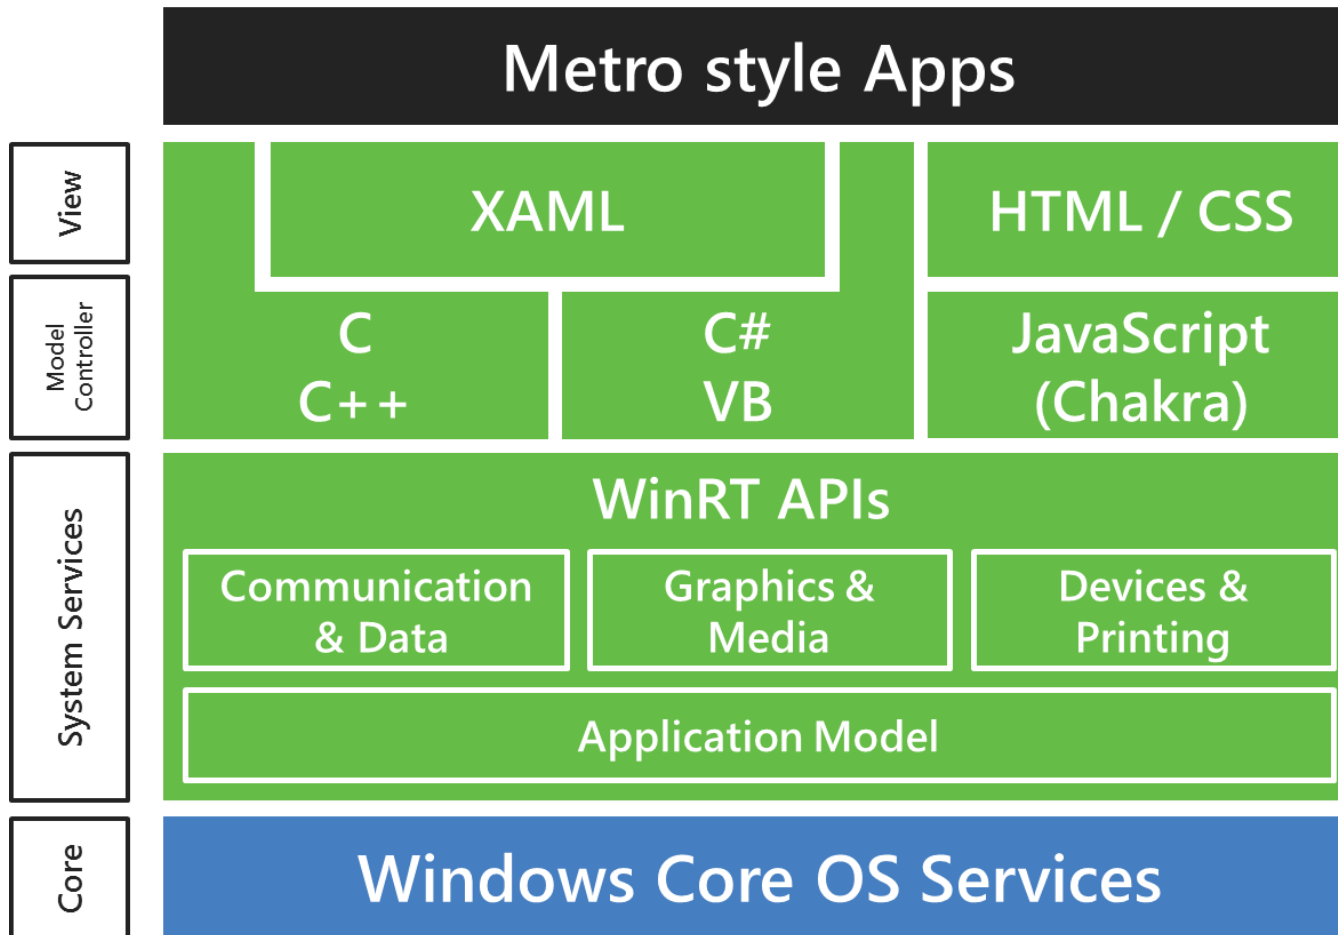 Metro style Apps
View
XAML
HTML / CSS
Model
Controller
C
C++
C#
VB
JavaScript
(Chakra)
System Services
WinRT APIs
Communication
& Data
Graphics &
Media
Devices &
Printing
Application Model
Core
Windows Core OS Services